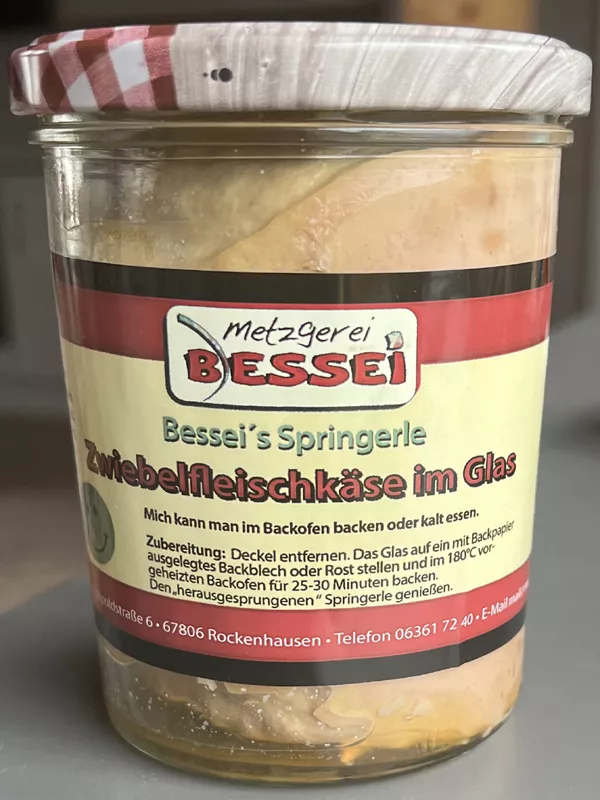 Metzgerei
BESSEI
Bessei´s Springerle
Zwiebelfleischkäse im Glas
Mich kann man im Backofen backen oder kalt essen.
Zubereitung: Deckel entfernen. Das Glas auf ein mit Backpapier
ausgelegtes Backblech oder Rost stellen und im 180°C vor-
geheizten Backofen für 25-30 Minuten backen.
Den „herausgesprungenen“ Springerle genießen.
6 • 67806 Rockenhausen • Telefon 06361 72 40 • E-Mail